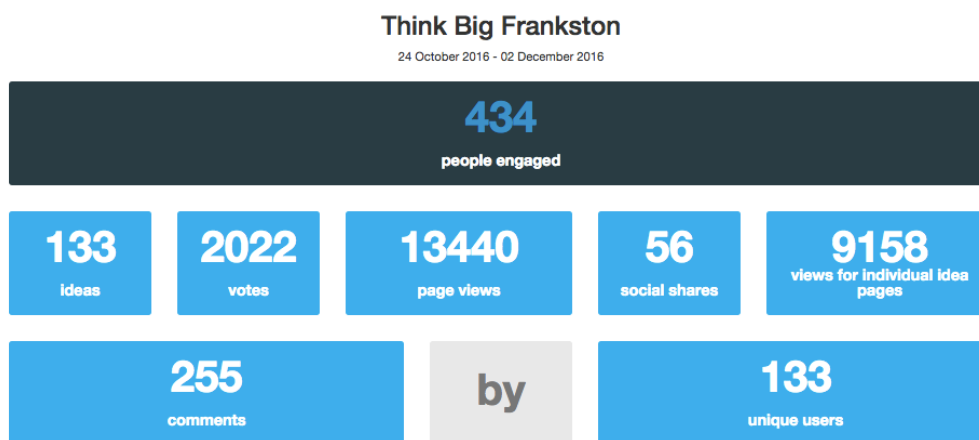 Think Big Frankston
24 October 2016 - 02 December 2016
434
people engaged
133
ideas
2022
votes
13440
page views
56
social shares
9158
views for individual idea
pages
255
comments
by
133
unique users